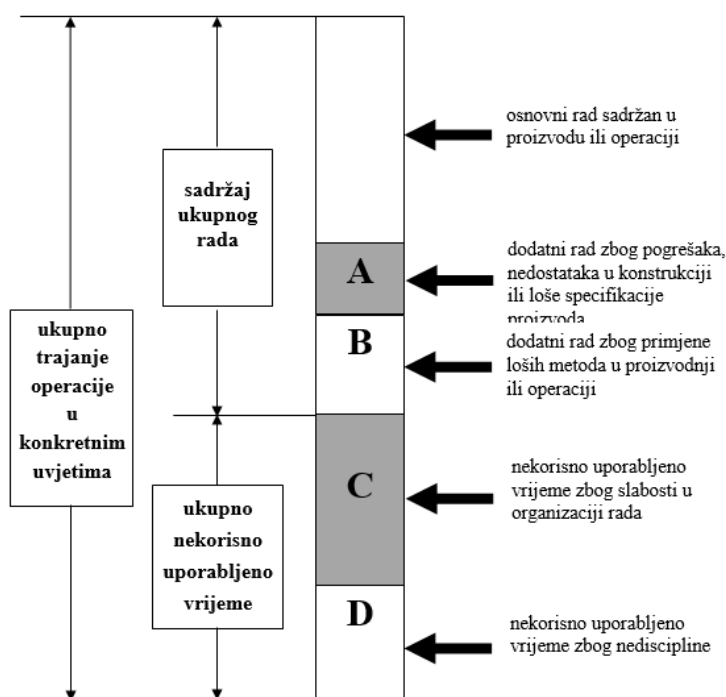 osnovni rad sadržan u
proizvodu ili operaciji
sadržaj
ukupnog
rada
A
dodatni rad zbog pogrešaka,
nedostataka u konstrukciji
ili loše specifikacije
proizvoda
ukupno
trajanje
operacije
u
konkretnim
uvjetima
B
dodatni rad zbog primjene
loših metoda u proizvodnji
ili operaciji
C
nekorisno uporabljeno
vrijeme zbog slabosti u
organizaciji rada
ukupno
nekorisno
uporabljeno
vrijeme
D
nekorisno uporabljeno
vrijeme zbog nediscipline